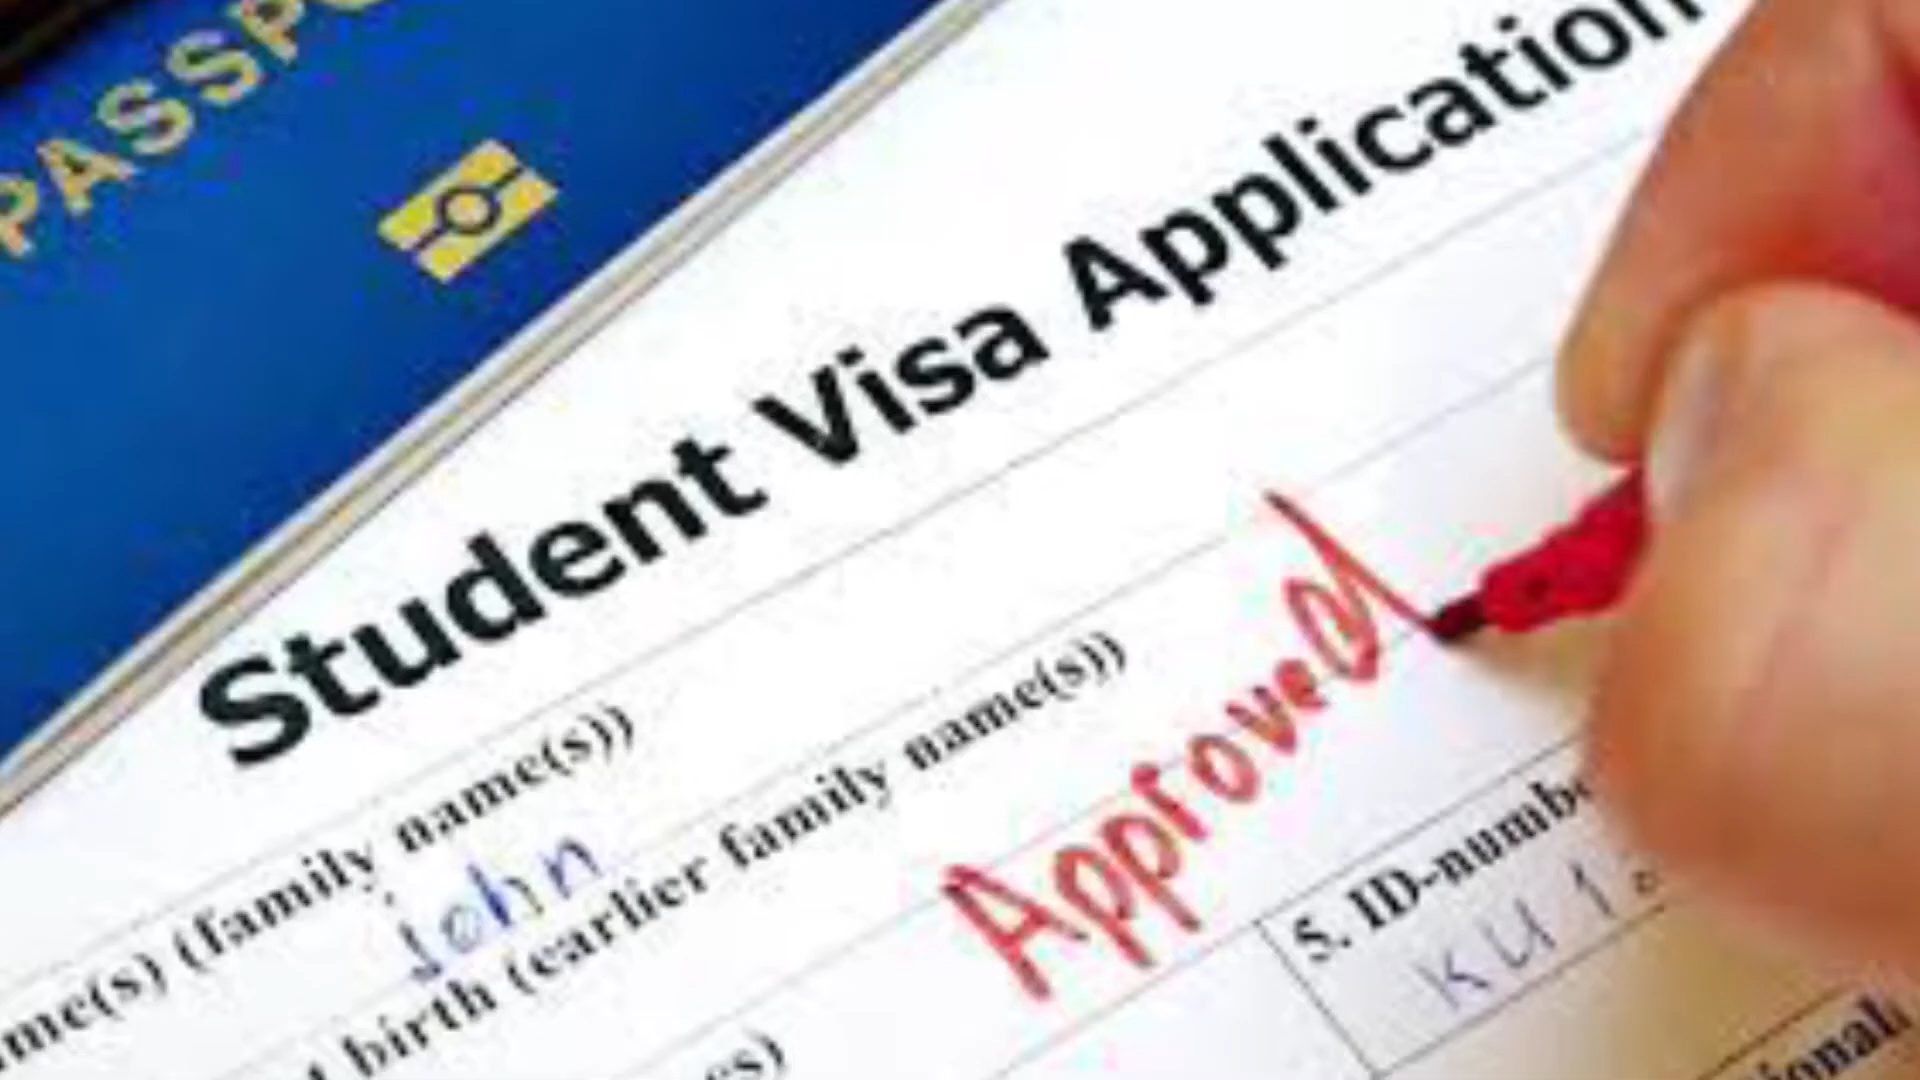 PASSPO
Student Visa Application
me(s) (family name(s))
john
birth (earlier family name(s))
Approved
5. ID-numbe
KU1
ional